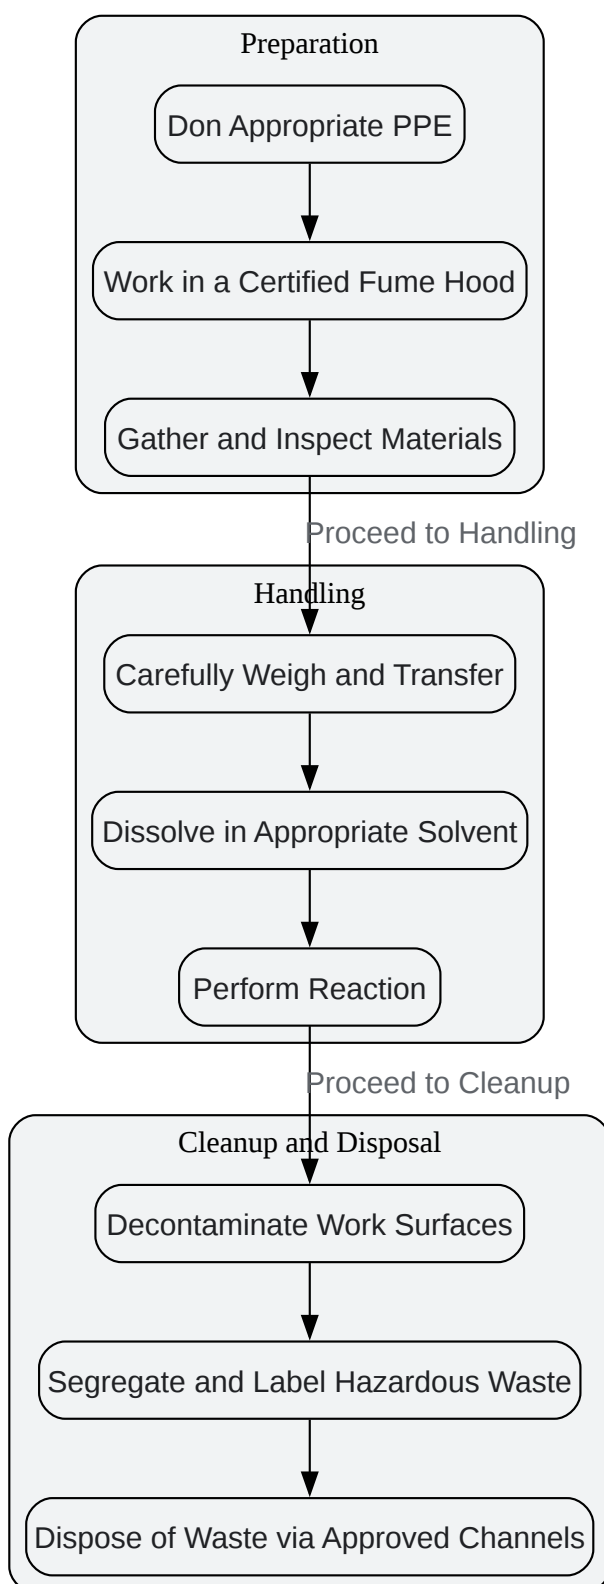 Preparation
Don Appropriate PPE
Work in a Certified Fume Hood
Gather and Inspect Materials
Proceed to Handling
Handling
Carefully Weigh and Transfer
Dissolve in Appropriate Solvent
Perform Reaction
Proceed to Cleanup
Cleanup and Disposal
Decontaminate Work Surfaces
Segregate and Label Hazardous Waste
Dispose of Waste via Approved Channels